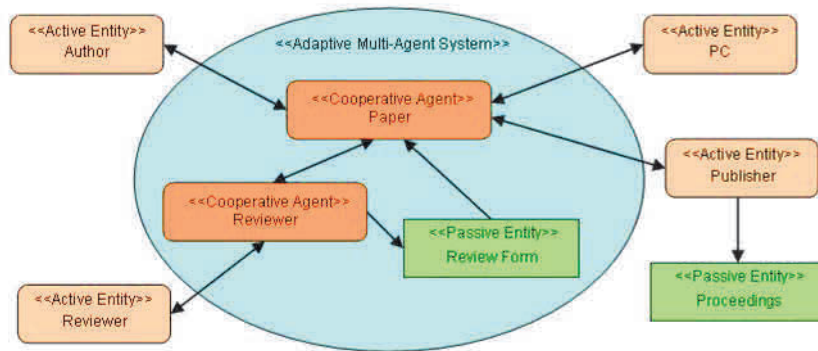 <<Active Entity>>
Author
<<Adaptive Multi-Agent System>>
<<Active Entity>>
PC
<<Cooperative Agent>>
Paper
<<Active Entity>>
Publisher
<<Cooperative Agent>>
Reviewer
<<Passive Entity>>
Review Form
<<Passive Entity>>
Proceedings
<<Active Entity>>
Reviewer